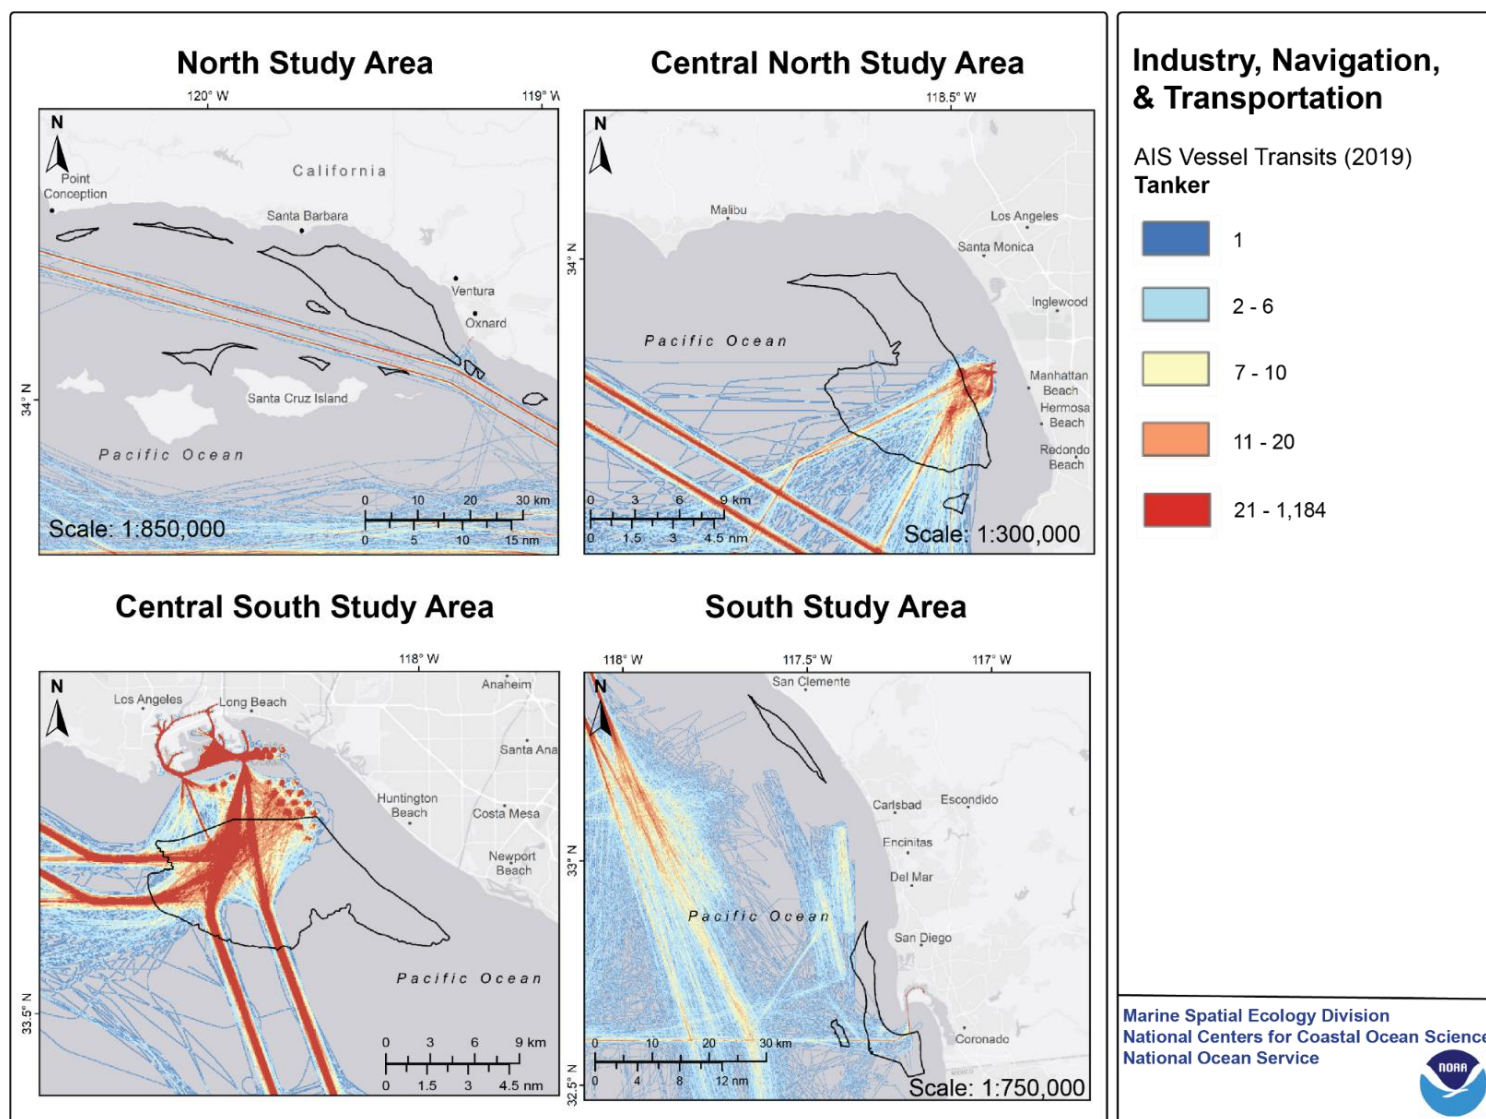 North Study Area
120° W
119° W
N
California
Point
Conception
Santa Barbara
Ventura
Oxnard
34° N
Santa Cruz Island
Pacific Ocean
0 10 20 30 km
0 5 10 15 nm
Scale: 1:850,000
Central North Study Area
118.5° W
N
Malibu
Los Angeles
Santa Monica
34° N
Inglewood
Pacific Ocean
Manhattan
Beach
Hermosa
Beach
Redondo
Beach
0 3 6 9 km
0 1.5 3 4.5 nm
Scale: 1:300,000
Central South Study Area
118° W
N
Anaheim
Los Angeles
Long Beach
Santa Ana
Huntington
Beach
Costa Mesa
Newport
Beach
Pacific Ocean
33.5° N
0 3 6 9 km
0 1.5 3 4.5 nm
South Study Area
118° W
117.5° W
117° W
N
San Clemente
Carlsbad
Escondido
Encinitas
33° N
Del Mar
Pacific Ocean
San Diego
Coronado
0 10 20 30 km
0 4 8 12 nm
32.5° N
Scale: 1:750,000
Industry, Navigation,
& Transportation
AIS Vessel Transits (2019)
Tanker
1
2 - 6
7 - 10
11 - 20
21 - 1,184
Marine Spatial Ecology Division
National Centers for Coastal Ocean Science
National Ocean Service
NOAA